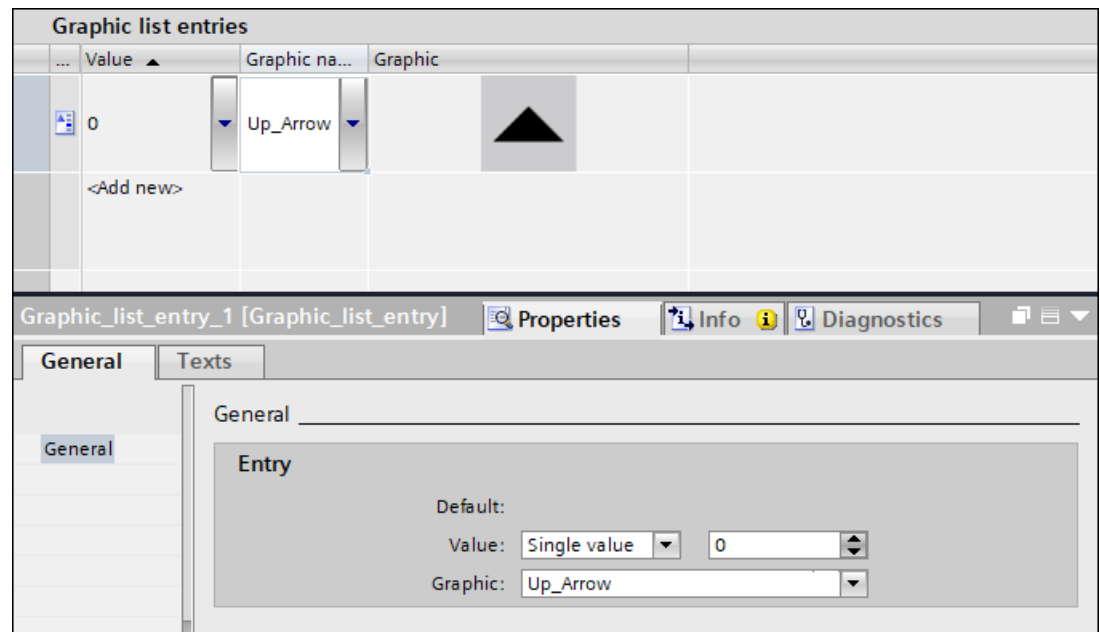 Graphic list entries
... Value Graphic na... Graphic
0 Up_Arrow
<Add new>
Graphic_list_entry_1 [Graphic_list_entry] Properties Info Diagnostics
General Texts
General
General
Entry
Default:
Value: Single value 0
Graphic: Up_Arrow